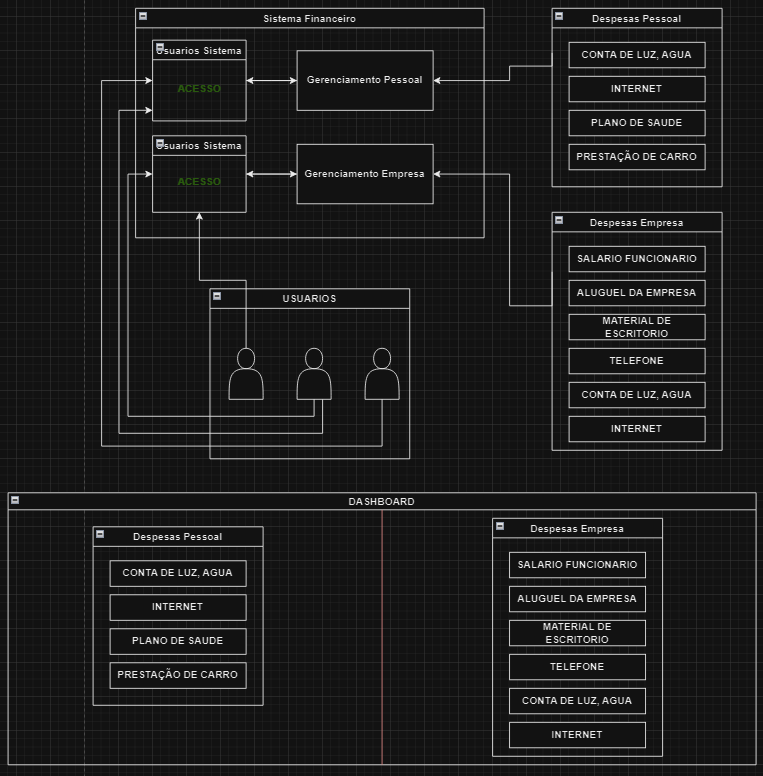 Sistema Financeiro
Usuarios Sistema
ACESSO
Gerenciamento Pessoal
Usuarios Sistema
ACESSO
Gerenciamento Empresa
Despesas Pessoal
CONTA DE LUZ, AGUA
INTERNET
PLANO DE SAUDE
PRESTAÇÃO DE CARRO
Despesas Empresa
SALARIO FUNCIONARIO
ALUGUEL DA EMPRESA
MATERIAL DE
ESCRITORIO
TELEFONE
CONTA DE LUZ, AGUA
INTERNET
USUARIOS
DASHBOARD
Despesas Pessoal
CONTA DE LUZ, AGUA
INTERNET
PLANO DE SAUDE
PRESTAÇÃO DE CARRO
Despesas Empresa
SALARIO FUNCIONARIO
ALUGUEL DA EMPRESA
MATERIAL DE
ESCRITORIO
TELEFONE
CONTA DE LUZ, AGUA
INTERNET